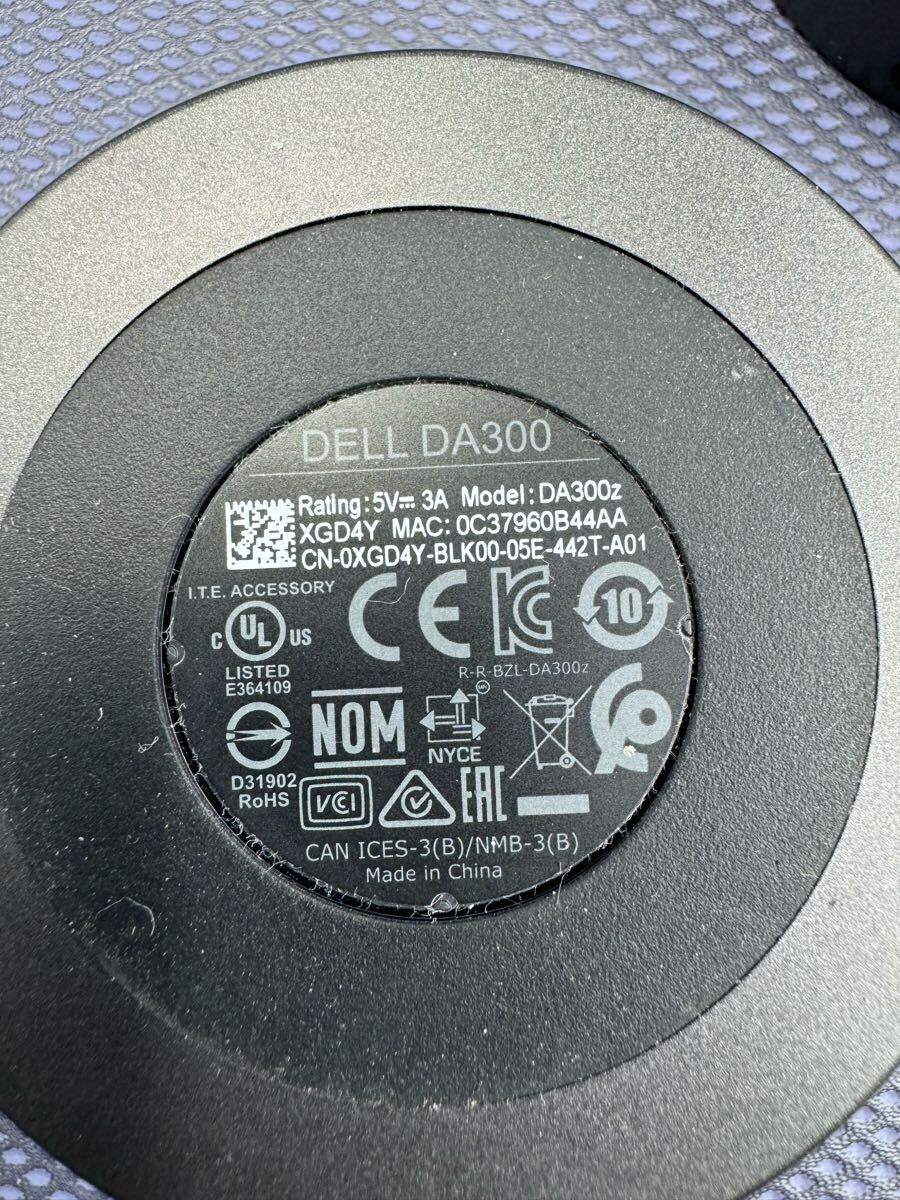 DELL DA300
Rating:5V⎓ 3A Model:DA300z
XGD4Y MAC: 0C37960B44AA
CN-0XGD4Y-BLK00-05E-442T-A01
I.T.E. ACCESSORY
C UL US
LISTED
E364109
CE KC 10
R-R-BZL-DA300z
D31902
RoHS
NOM
NYCE
VCI
EAC
CAN ICES-3(B)/NMB-3(B)
Made in China